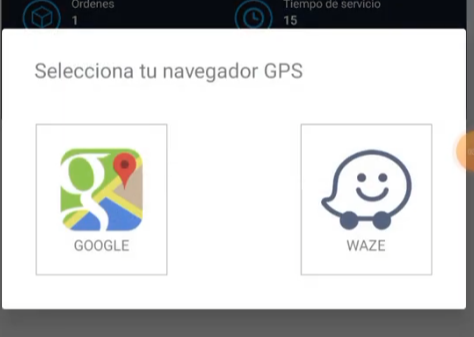 Ordenes
1
Tiempo de servicio
15
Selecciona tu navegador GPS
GOOGLE
WAZE